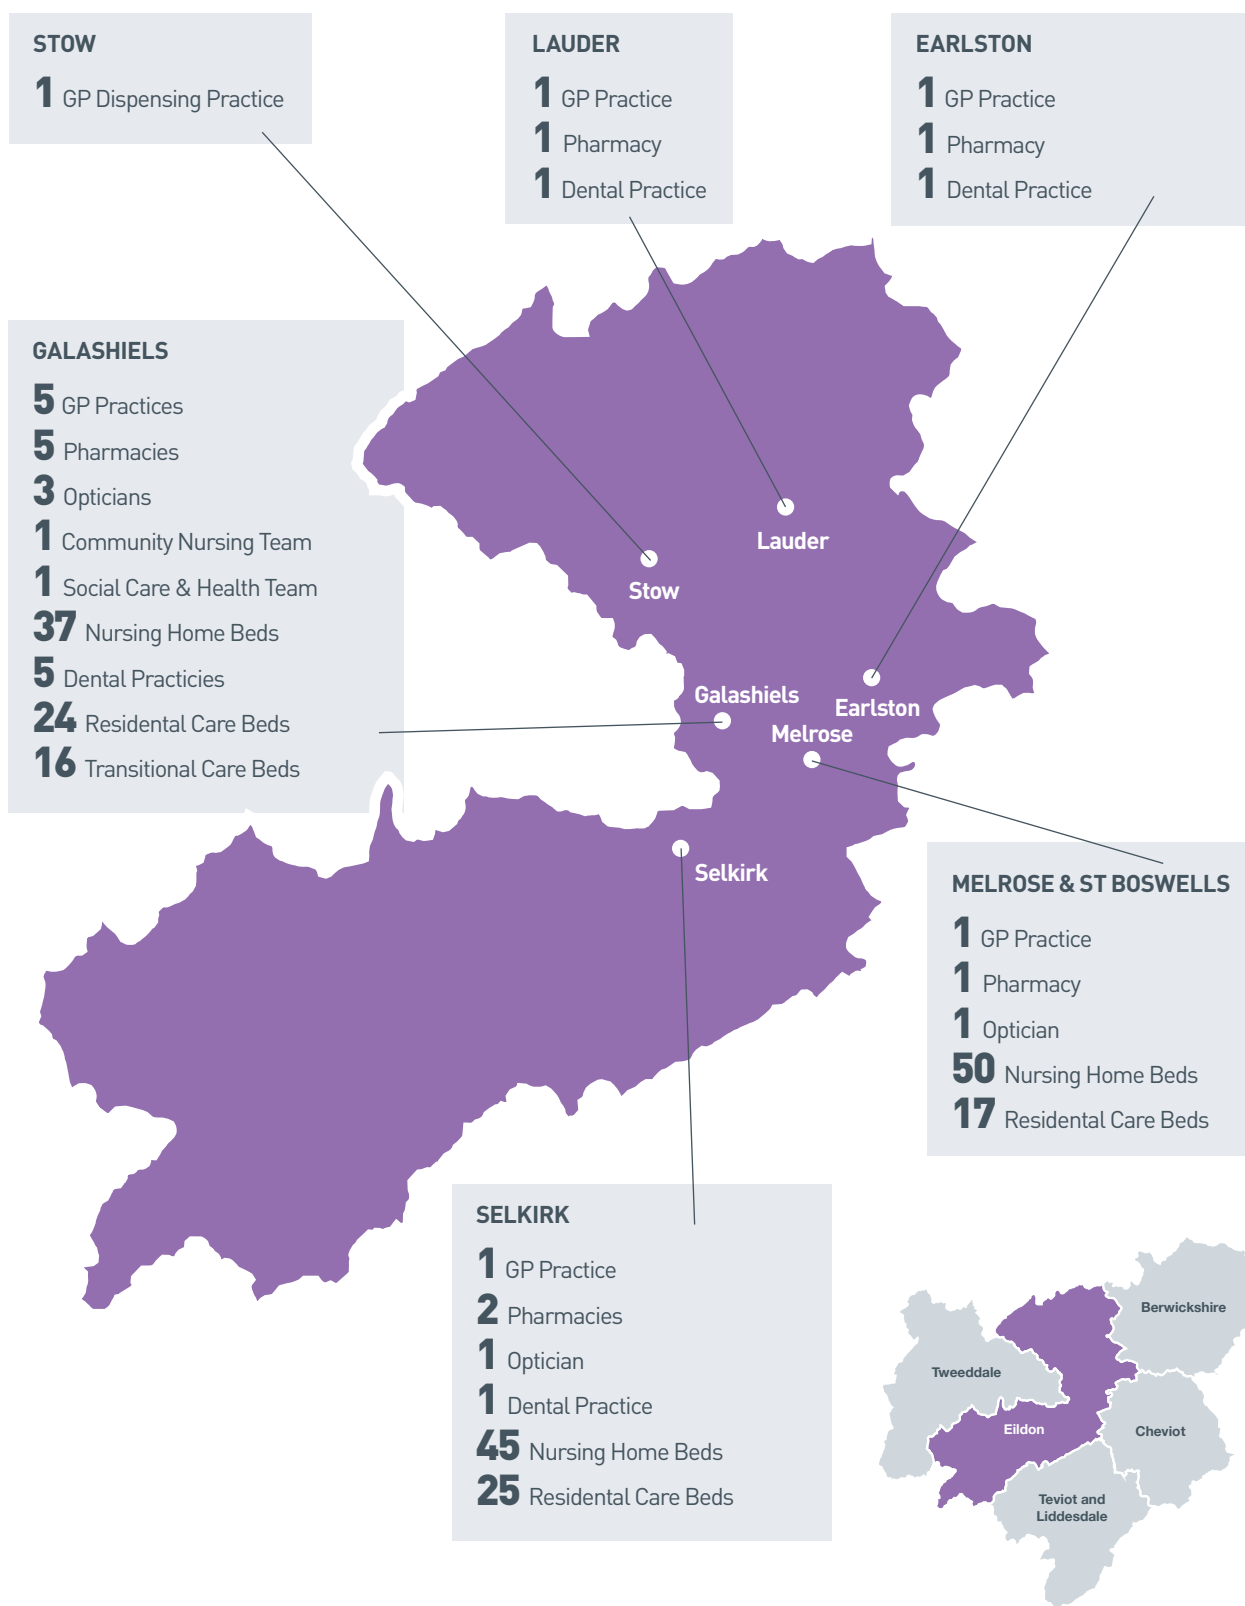 STOW
1 GP Dispensing Practice
LAUDER
1 GP Practice
1 Pharmacy
1 Dental Practice
EARLSTON
1 GP Practice
1 Pharmacy
1 Dental Practice
GALASHIELS
5 GP Practices
5 Pharmacies
3 Opticians
1 Community Nursing Team
1 Social Care & Health Team
37 Nursing Home Beds
5 Dental Practicies
24 Residental Care Beds
16 Transitional Care Beds
Lauder
Stow
Galashiels
Earlston
Melrose
Selkirk
MELROSE & ST BOSWELLS
1 GP Practice
1 Pharmacy
1 Optician
50 Nursing Home Beds
17 Residental Care Beds
SELKIRK
1 GP Practice
2 Pharmacies
1 Optician
1 Dental Practice
45 Nursing Home Beds
25 Residental Care Beds
Berwickshire
Tweeddale
Eildon
Cheviot
Teviot and
Liddesdale